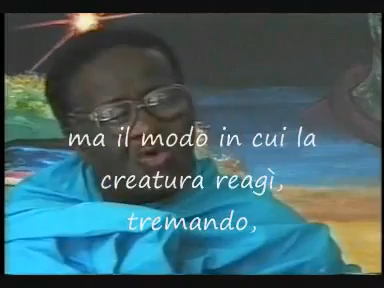 ma il modo in cui la
creatura reagì,
tremando,